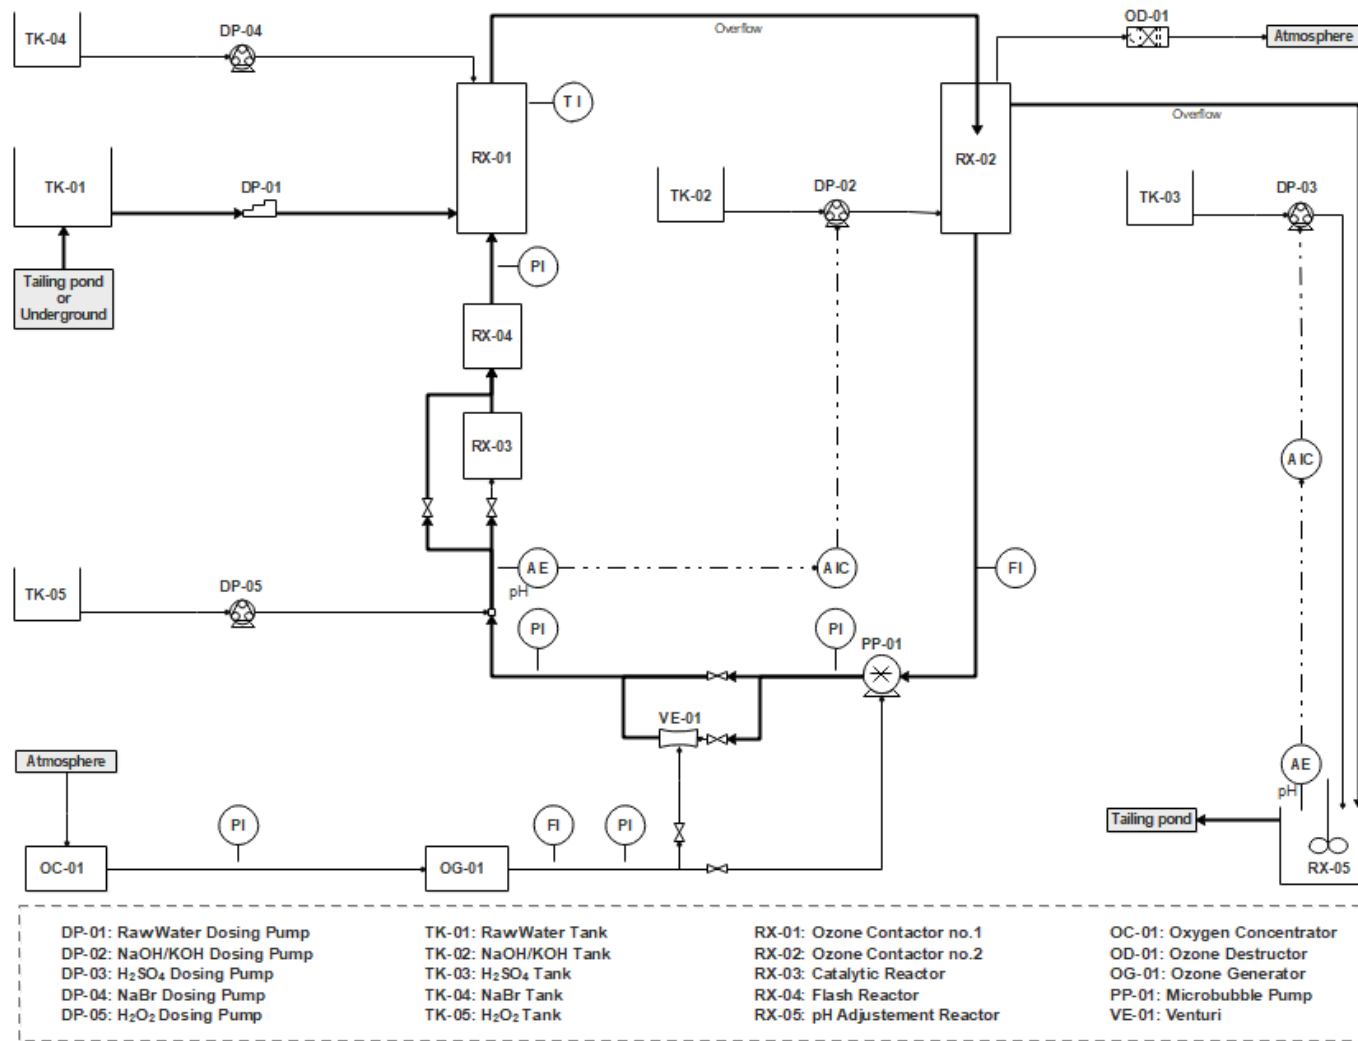 TK-04
DP-04
Overflow
OD-01
Atmosphere
T I
RX-01
RX-02
Overflow
TK-01
DP-01
TK-02
DP-02
TK-03
DP-03
Tailing pond
or
Underground
PI
RX-04
RX-03
AIC
TK-05
DP-05
AE
pH
AIC
FI
PI
PI
PP-01
VE-01
Atmosphere
AE
pH
PI
FI
PI
Tailing pond
OC-01
OG-01
RX-05
DP-01: Raw Water Dosing Pump
DP-02: NaOH/KOH Dosing Pump
DP-03: H₂SO₄ Dosing Pump
DP-04: NaBr Dosing Pump
DP-05: H₂O₂ Dosing Pump
TK-01: Raw Water Tank
TK-02: NaOH/KOH Tank
TK-03: H₂SO₄ Tank
TK-04: NaBr Tank
TK-05: H₂O₂ Tank
RX-01: Ozone Contactor no.1
RX-02: Ozone Contactor no.2
RX-03: Catalytic Reactor
RX-04: Flash Reactor
RX-05: pH Adjustement Reactor
OC-01: Oxygen Concentrator
OD-01: Ozone Destructor
OG-01: Ozone Generator
PP-01: Microbubble Pump
VE-01: Venturi